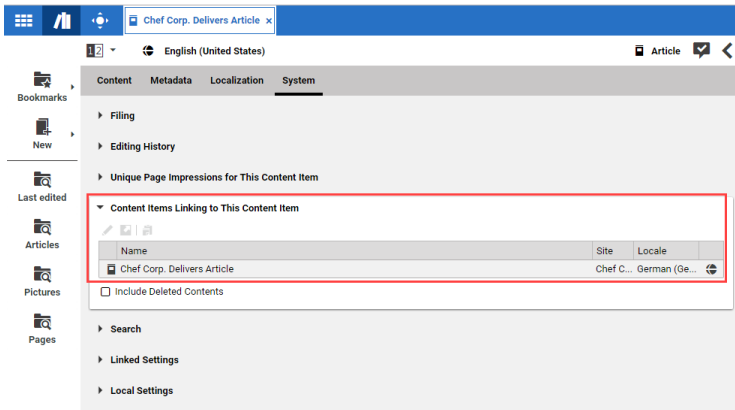 Chef Corp. Delivers Article ×
12 English (United States) Article
Content Metadata Localization System
Bookmarks
New
Last edited
Articles
Pictures
Pages
Filing
Editing History
Unique Page Impressions for This Content Item
Content Items Linking to This Content Item
Name Site Locale
Chef Corp. Delivers Article Chef C... German (Ge...
Include Deleted Contents
Search
Linked Settings
Local Settings